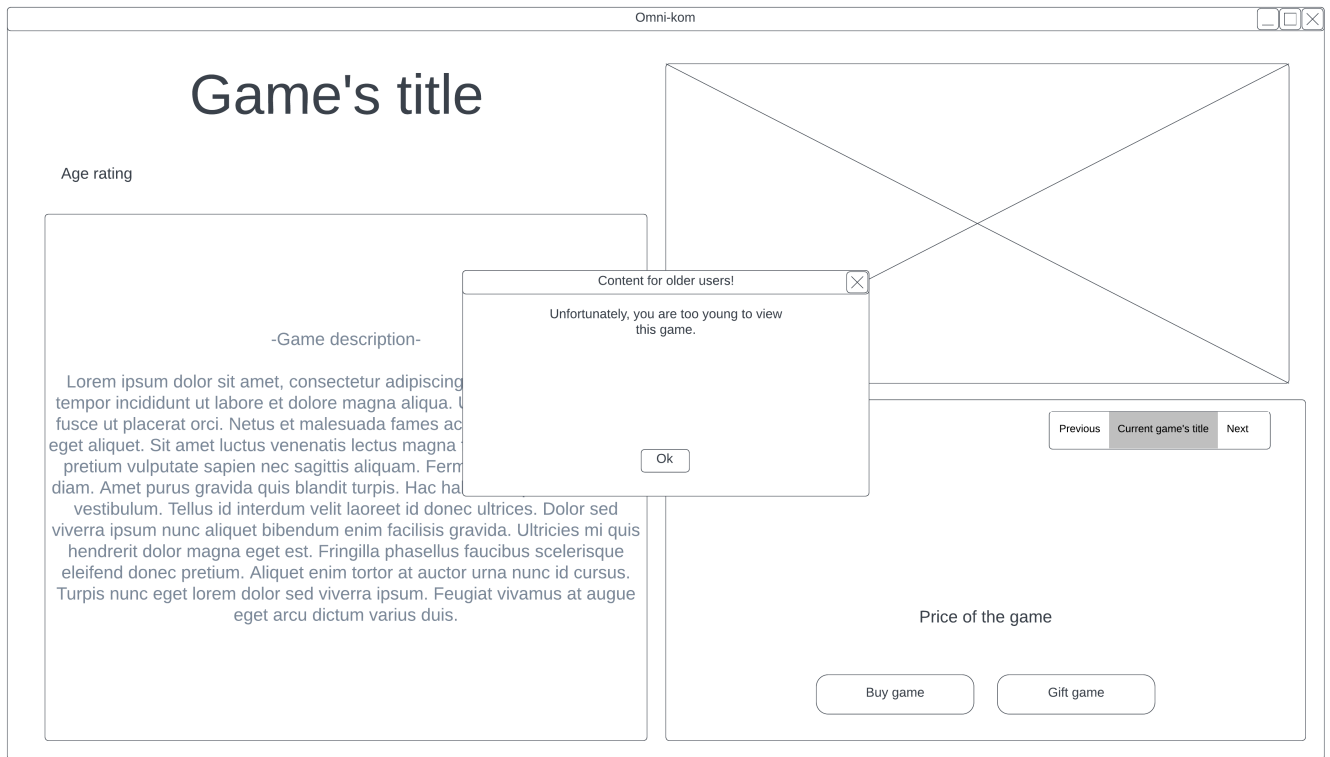 Omni-kom
Game's title
Age rating
-Game description-
Lorem ipsum dolor sit amet, consectetur adipiscing
tempor incididunt ut labore et dolore magna aliqua.
fusce ut placerat orci. Netus et malesuada fames ac
eget aliquet. Sit amet luctus venenatis lectus magna
pretium vulputate sapien nec sagittis aliquam.
diam. Amet purus gravida quis blandit turpis. Hac
vestibulum. Tellus id interdum velit laoreet id donec ultrices. Dolor sed
viverra ipsum nunc aliquet bibendum enim facilisis gravida. Ultricies mi quis
hendrerit dolor magna eget est. Fringilla phasellus faucibus scelerisque
eleifend donec pretium. Aliquet enim tortor at auctor urna nunc id cursus.
Turpis nunc eget lorem dolor sed viverra ipsum. Feugiat vivamus at augue
eget arcu dictum varius duis.
Content for older users!
Unfortunately, you are too young to view
this game.
Ok
Previous
Current game's title
Next
Price of the game
Buy game
Gift game